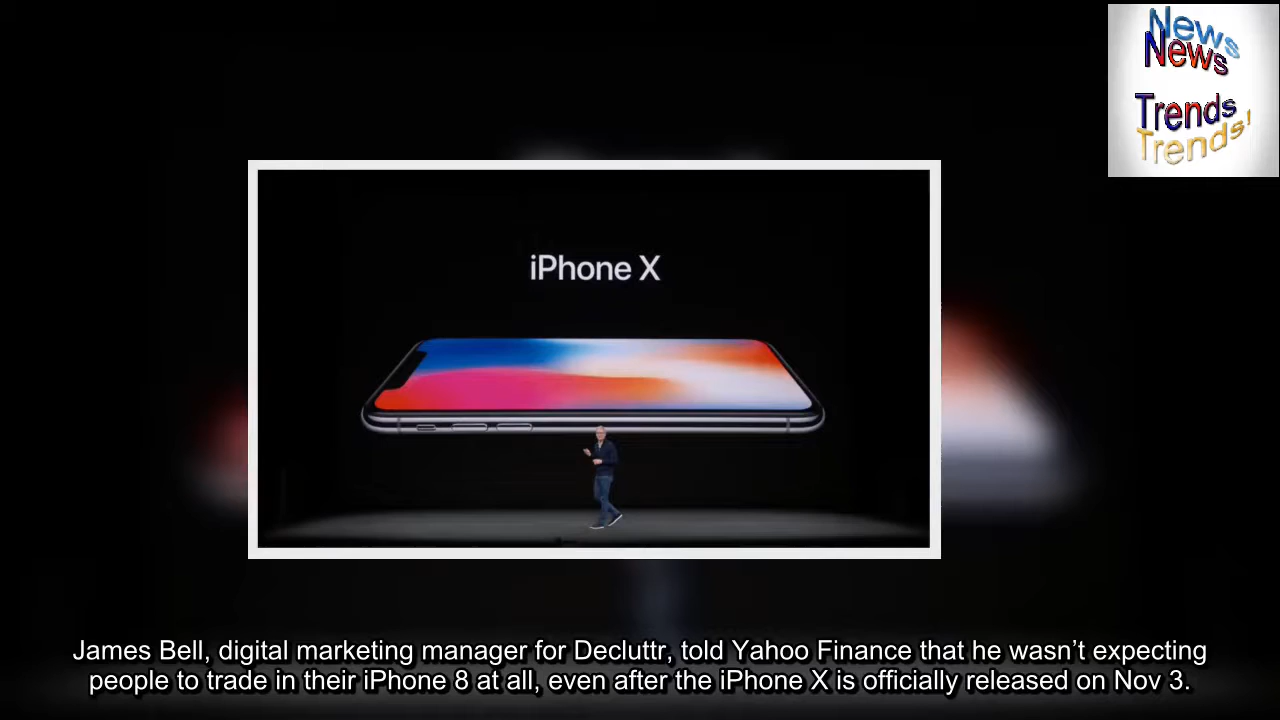 News
News
Trends
Trends!
iPhone X
James Bell, digital marketing manager for Decluttr, told Yahoo Finance that he wasn’t expecting
people to trade in their iPhone 8 at all, even after the iPhone X is officially released on Nov 3.